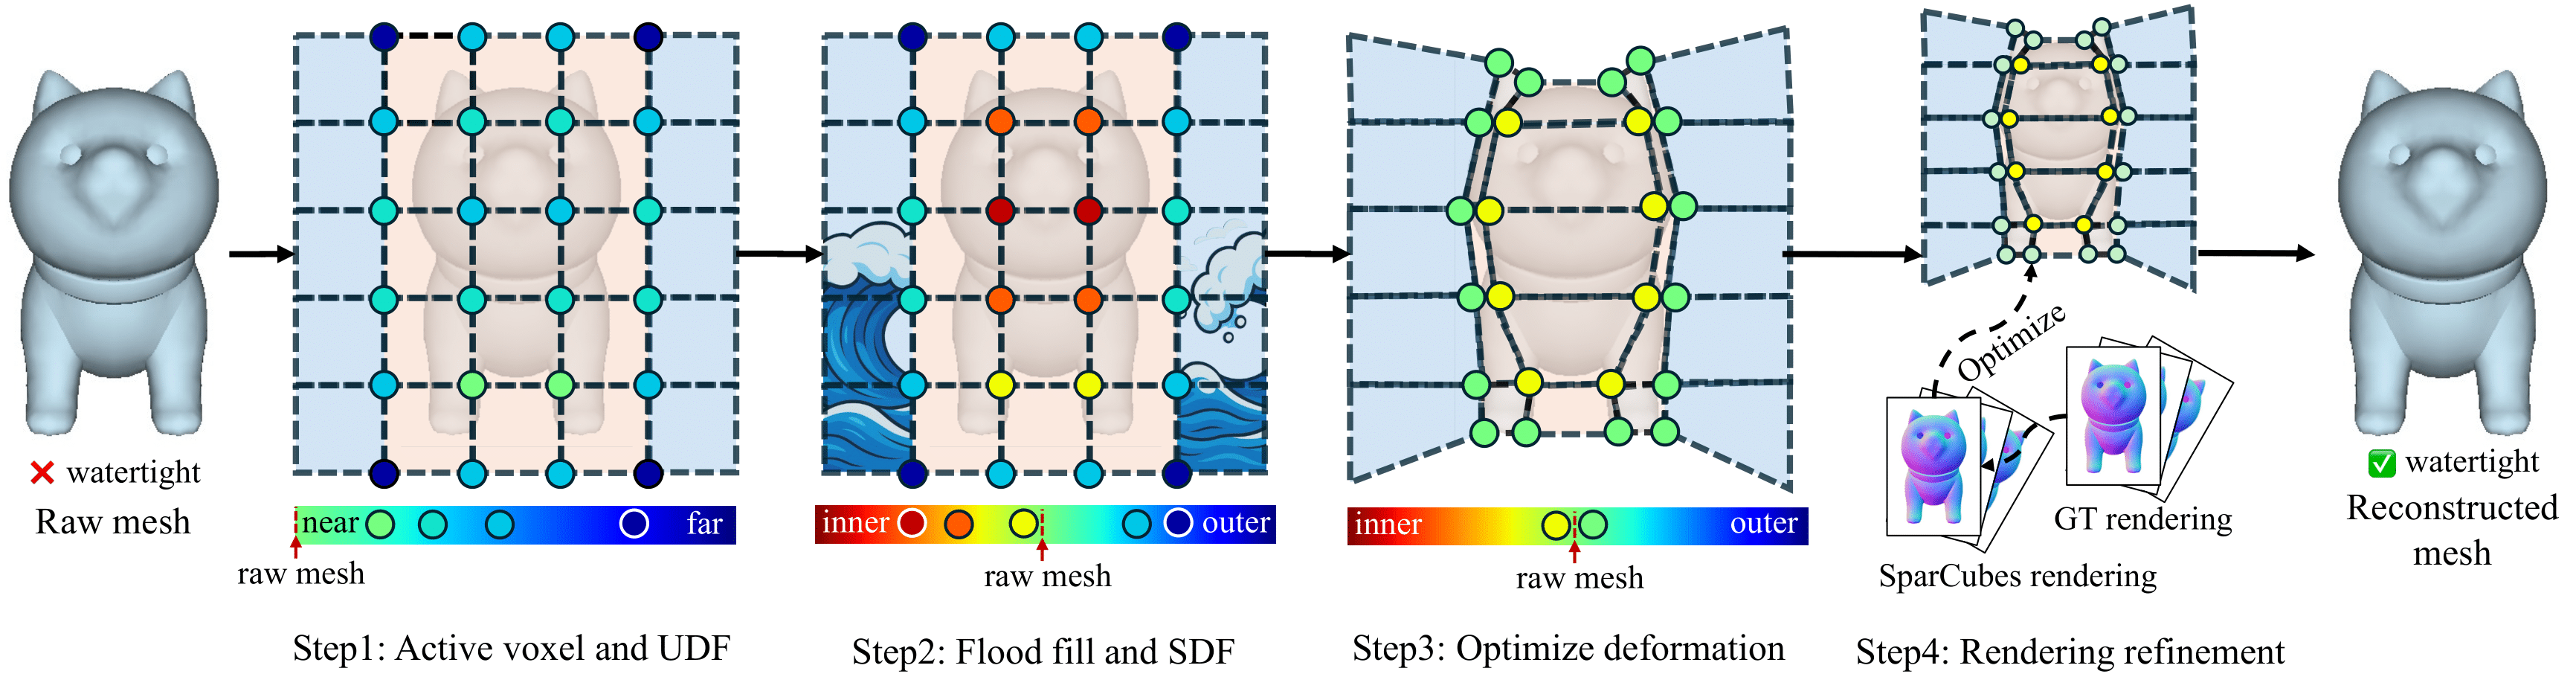 watertight
Raw mesh
near
far
raw mesh
Step1: Active voxel and UDF
inner
outer
raw mesh
Step2: Flood fill and SDF
inner
outer
raw mesh
Step3: Optimize deformation
Optimize
GT rendering
SparCubes rendering
Step4: Rendering refinement
watertight
Reconstructed
mesh